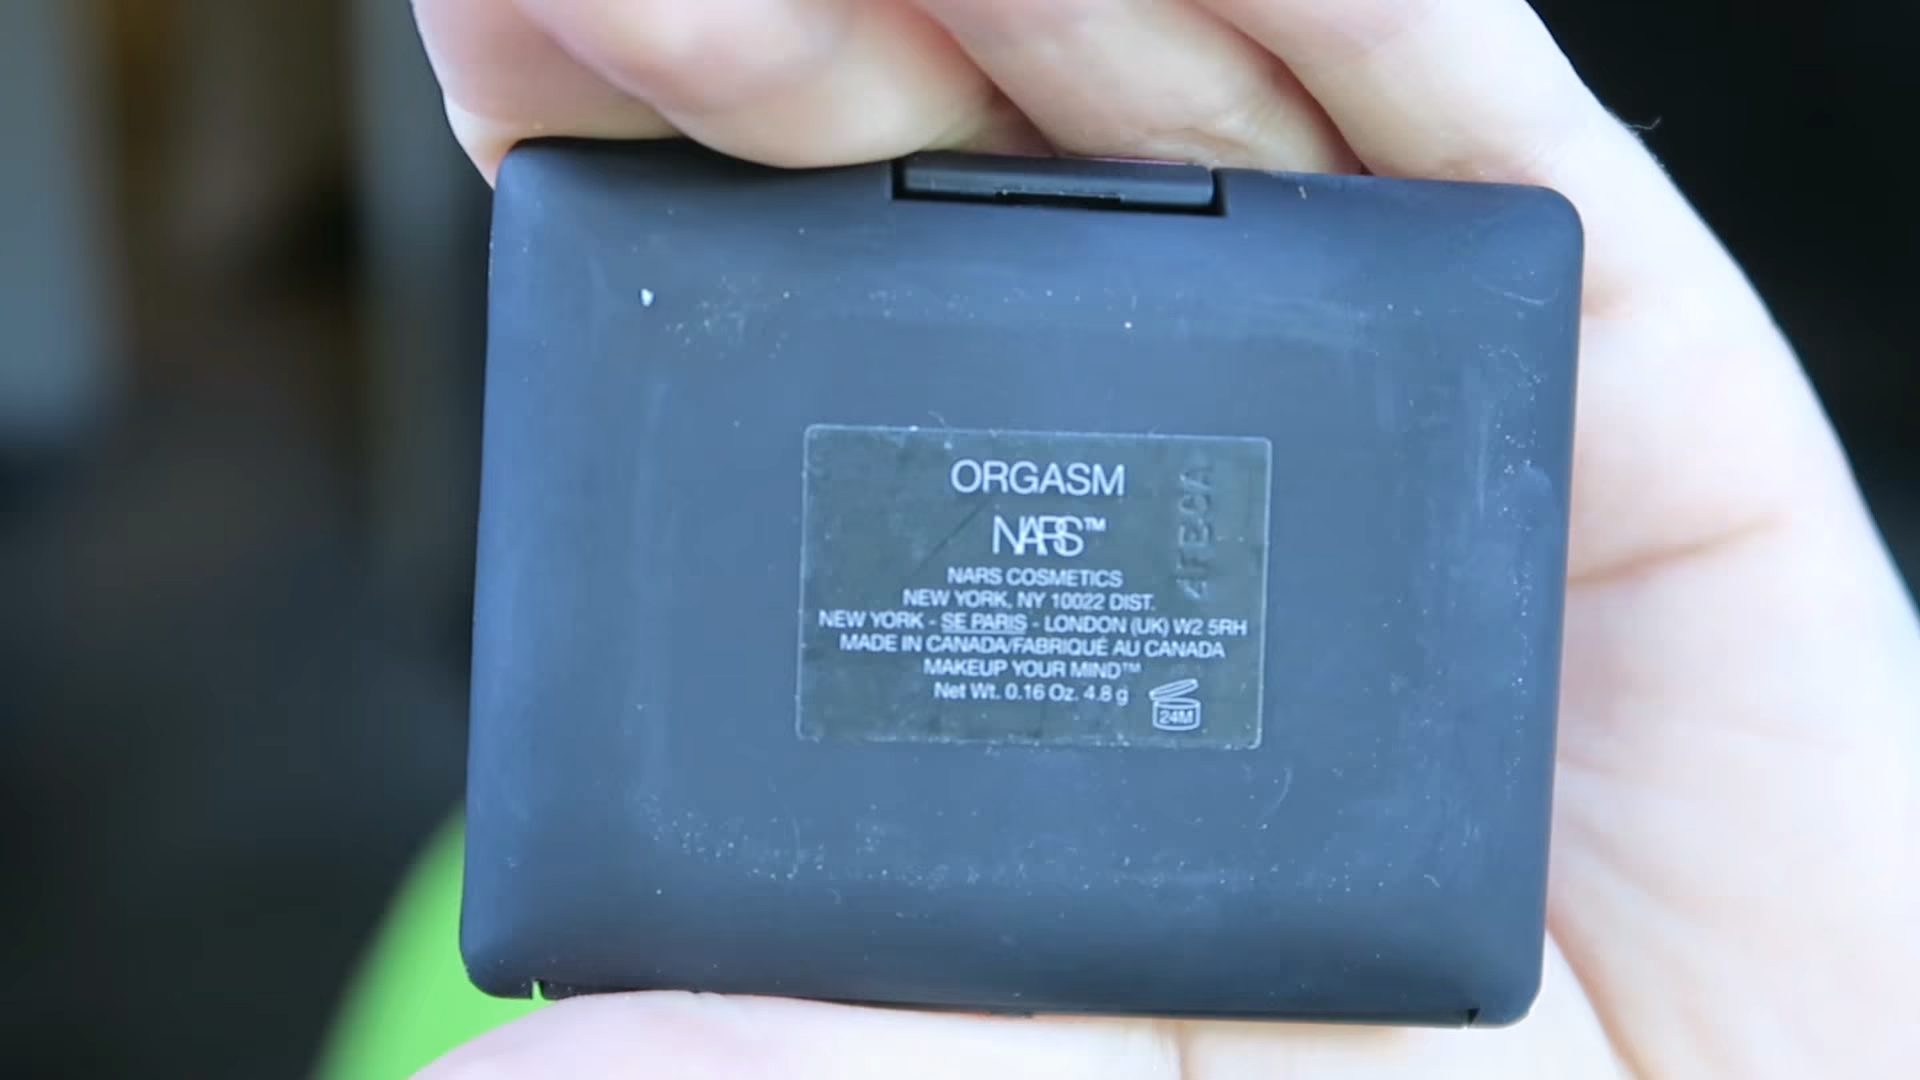 ORGASM
NARS™
NARS COSMETICS
NEW YORK, NY 10022 DIST.
NEW YORK - SE PARIS - LONDON (UK) W2 5RH
MADE IN CANADA/FABRIQUÉ AU CANADA
MAKEUP YOUR MIND™
Net Wt. 0.16 Oz. 4.8 g
24M